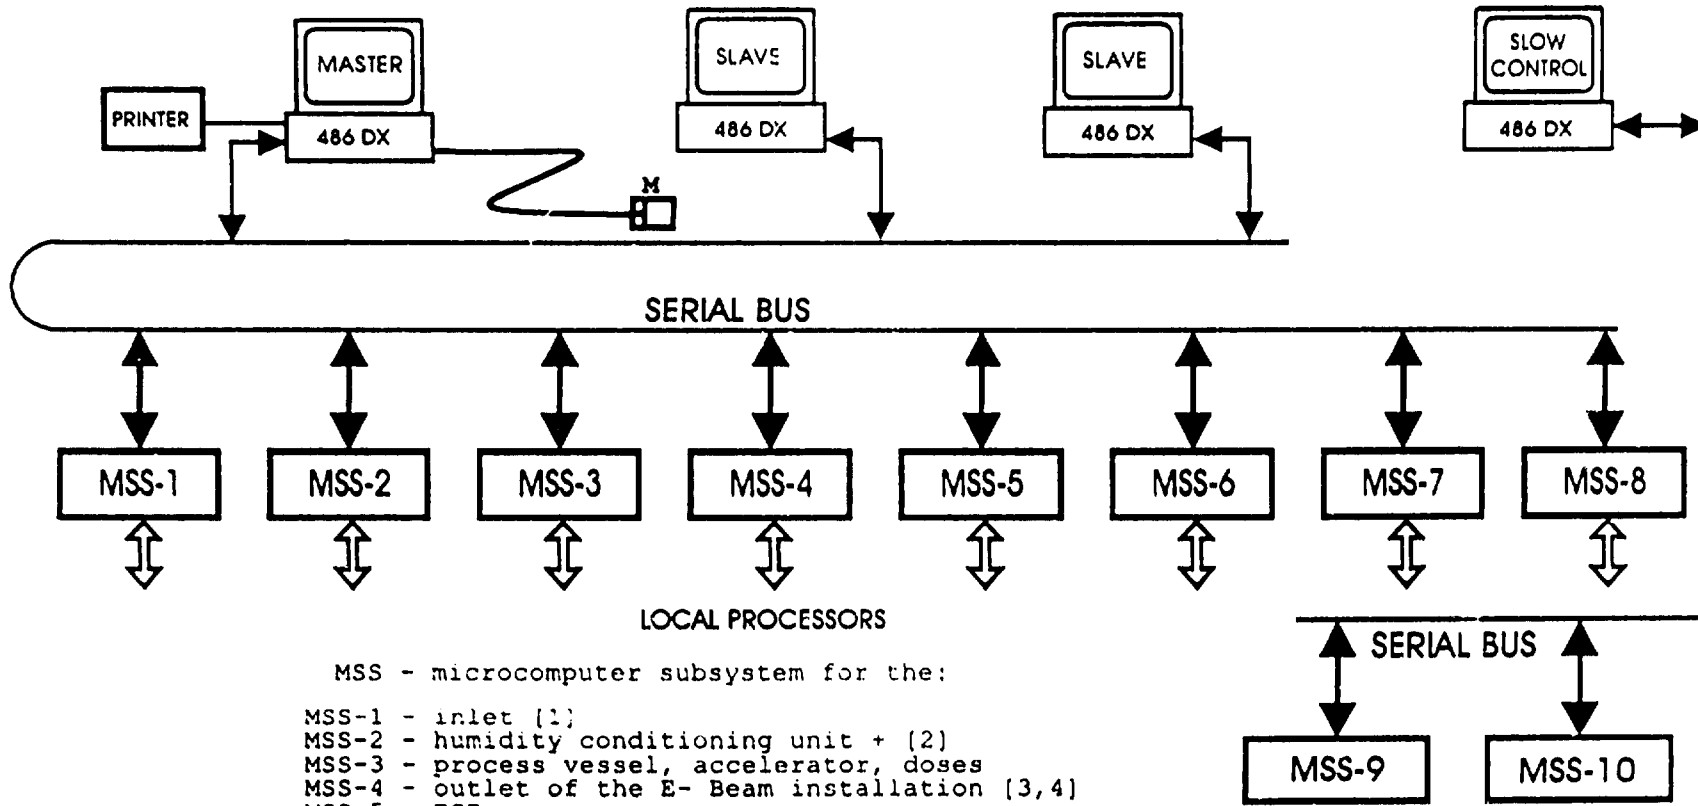 MASTER
SLAVE
SLAVE
SLOW
CONTROL
PRINTER
486 DX
486 DX
486 DX
486 DX
M
SERIAL BUS
MSS-1
MSS-2
MSS-3
MSS-4
MSS-5
MSS-6
MSS-7
MSS-8
LOCAL PROCESSORS
SERIAL BUS
MSS - microcomputer subsystem for the:
MSS-1 - inlet [1]
MSS-2 - humidity conditioning unit + [2]
MSS-3 - process vessel, accelerator, doses
MSS-4 - outlet of the E- Beam installation [3,4]
MSS-9
MSS-10